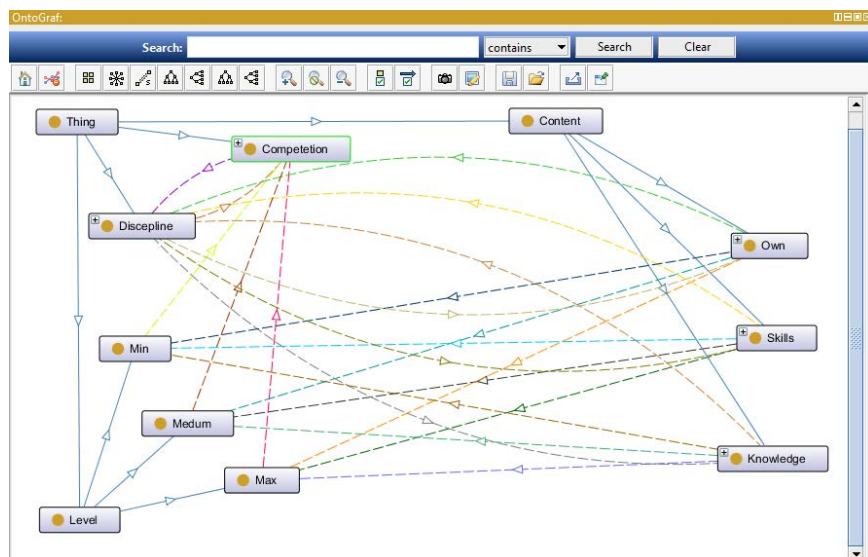 OntoGraf:
Search: contains Search Clear
Thing
Content
Competetion
Discepline
Own
Min
Skills
Medum
Knowledge
Max
Level